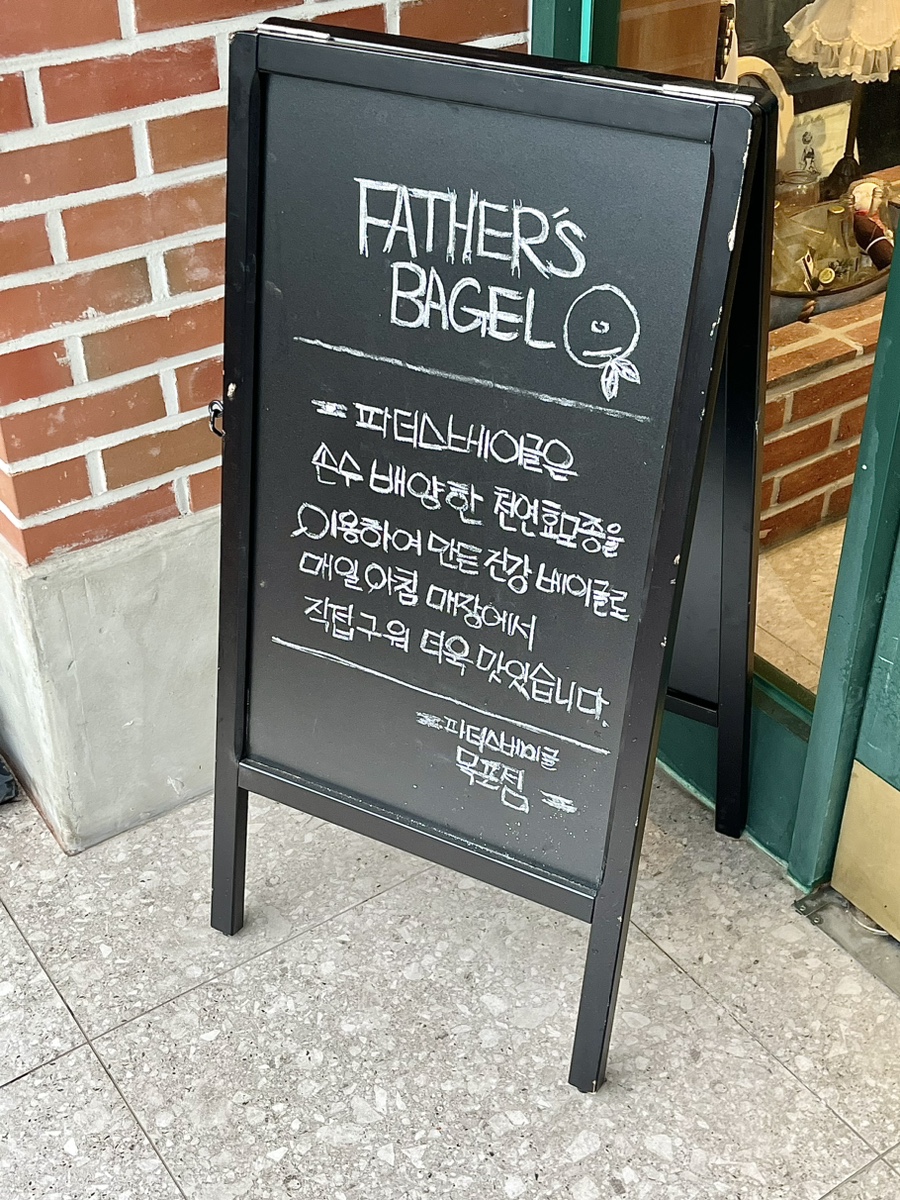 FATHER'S
BAGEL
파더스베이글은
손수 배양한 천연효모종을
이용하여 만든 건강 베이글로
매일 아침 매장에서
직접 구워 더욱 맛있습니다.
파더스베이글
목포점